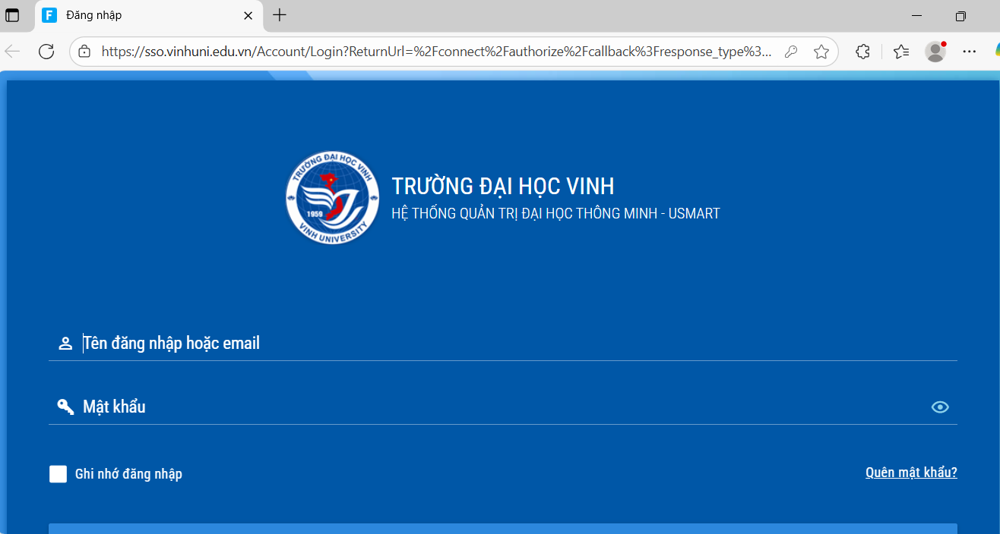 Đăng nhập
https://sso.vinhuni.edu.vn/Account/Login?ReturnUrl=%2Fconnect%2Fauthorize%2Fcallback%3Fresponse_type%3...
TRƯỜNG ĐẠI HỌC VINH
1959
VINH UNIVERSITY
TRƯỜNG ĐẠI HỌC VINH
HỆ THỐNG QUẢN TRỊ ĐẠI HỌC THÔNG MINH - USMART
Tên đăng nhập hoặc email
Mật khẩu
Ghi nhớ đăng nhập
Quên mật khẩu?